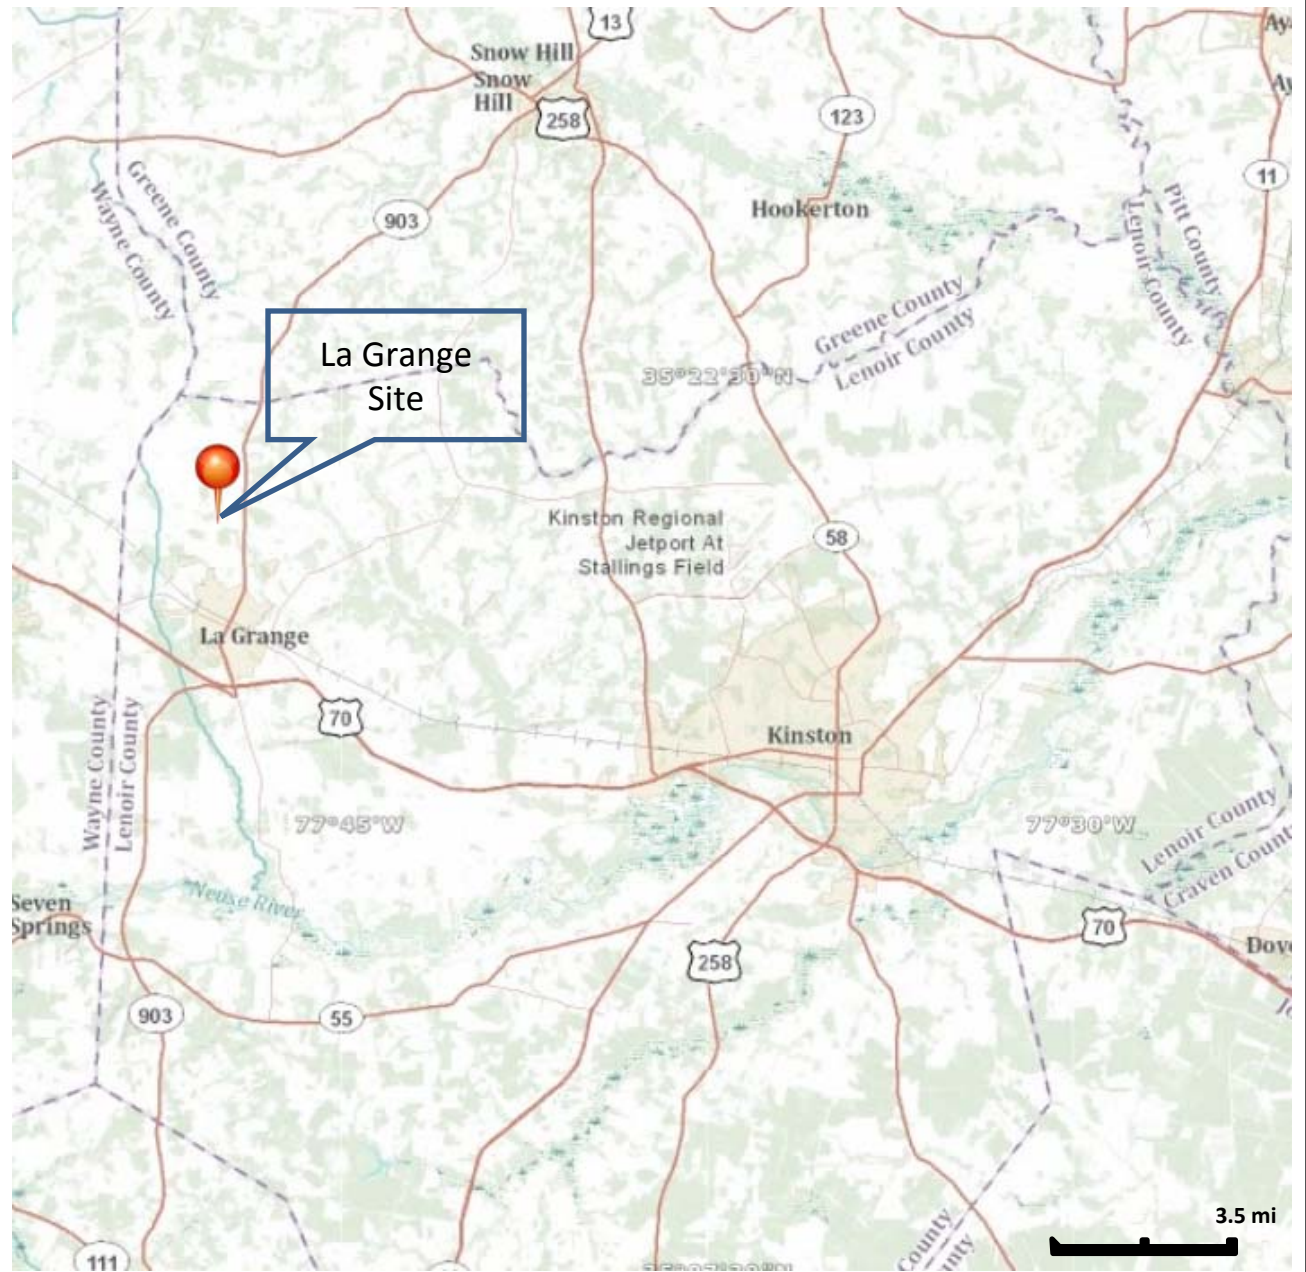 13
Snow Hill
Snow
Hill
258
123
11
Greene County
Wayne County
903
Hookerton
Pitt County
Lenoir County
Greene County
Lenoir County
La Grange
Site
35°22'30"N
Kinston Regional
Jetport At
Stallings Field
58
La Grange
70
Kinston
Wayne County
Lenoir County
77°45'W
77°30'W
Lenoir County
Craven County
Neuse River
Seven
Springs
70
258
903
55
3.5 mi
County
111